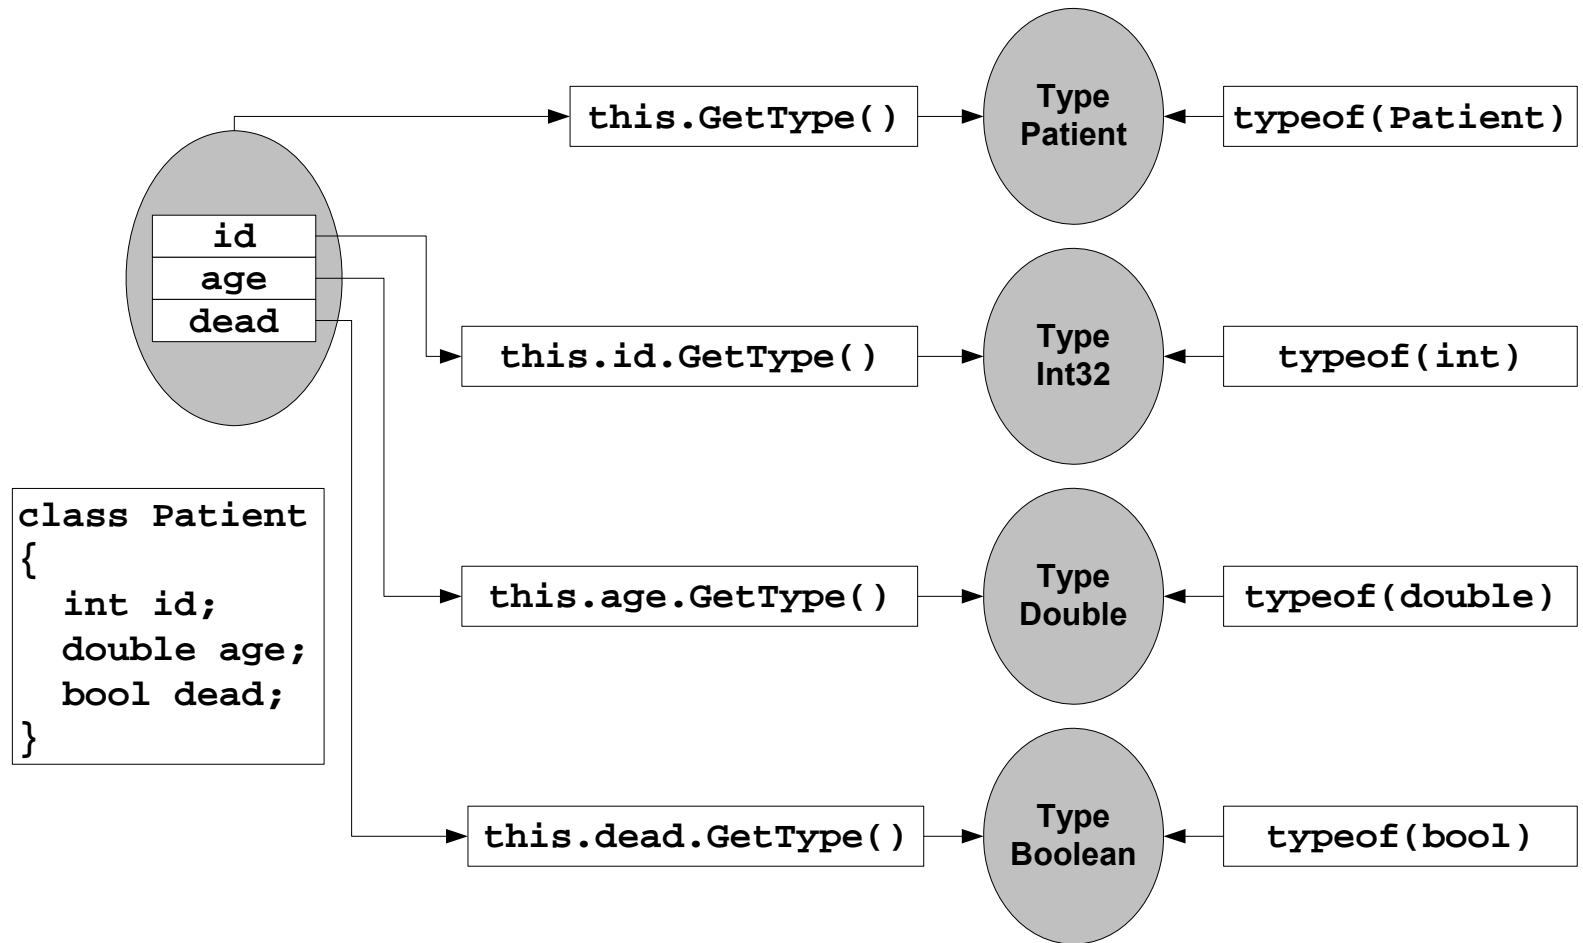 this.GetType()
Type
Patient
typeof(Patient)
id
age
dead
this.id.GetType()
Type
Int32
typeof(int)
class Patient
{
int id;
double age;
bool dead;
}
this.age.GetType()
Type
Double
typeof(double)
this.dead.GetType()
Type
Boolean
typeof(bool)